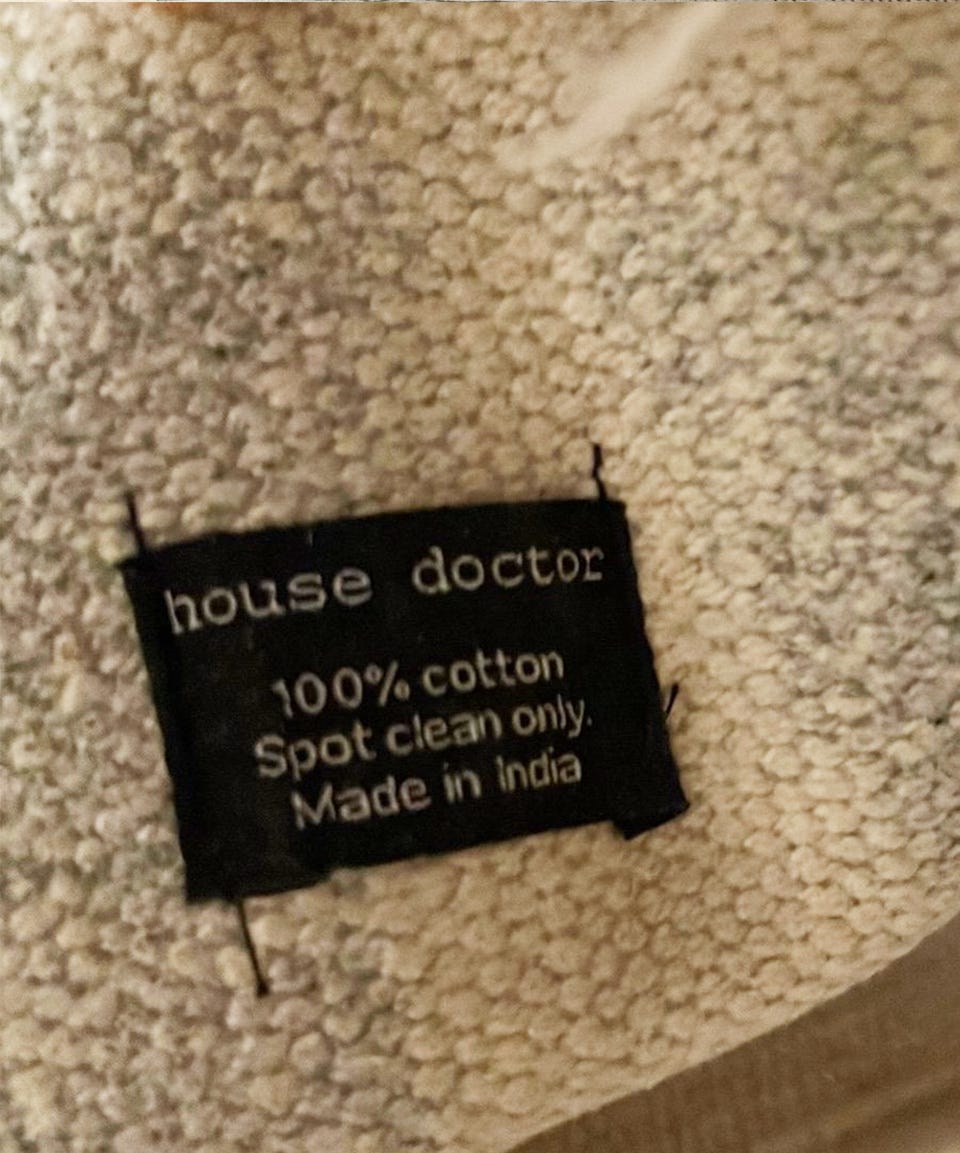 house doctor
100% cotton
Spot clean only.
Made in India